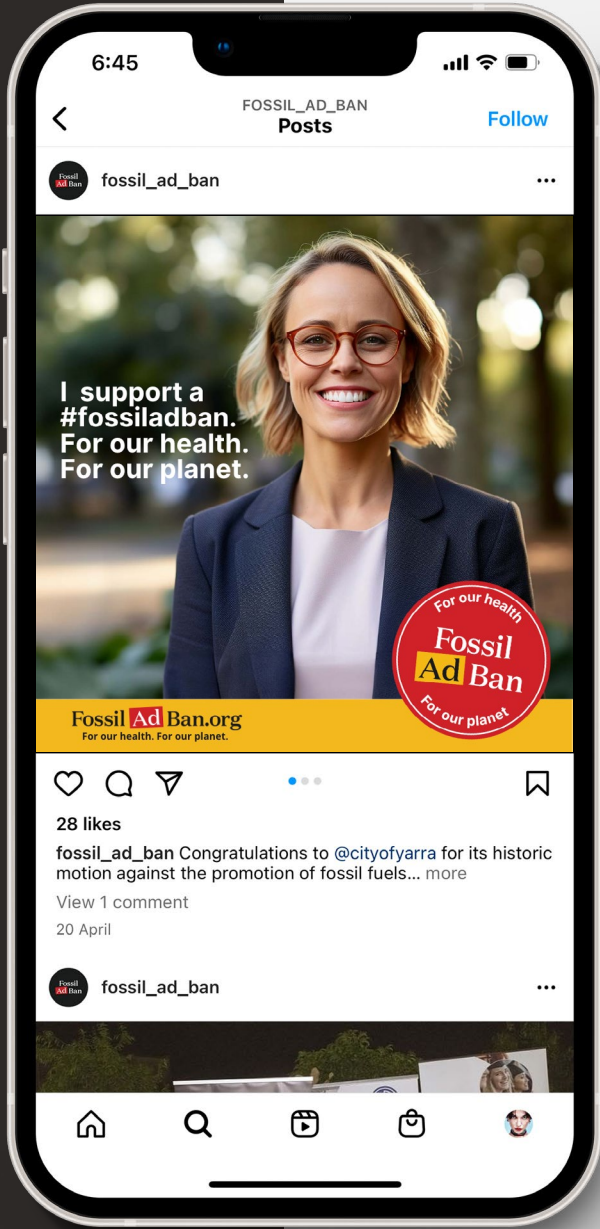 6:45
FOSSIL_AD_BAN
Posts
Follow
Fossil
Ad Ban
fossil_ad_ban
I support a
#fossiladban.
For our health.
For our planet.
For our health
Fossil
Ad Ban
For our planet
Fossil Ad Ban.org
For our health. For our planet.
28 likes
fossil_ad_ban Congratulations to @cityofyarra for its historic
motion against the promotion of fossil fuels... more
View 1 comment
20 April
Fossil
Ad Ban
fossil_ad_ban